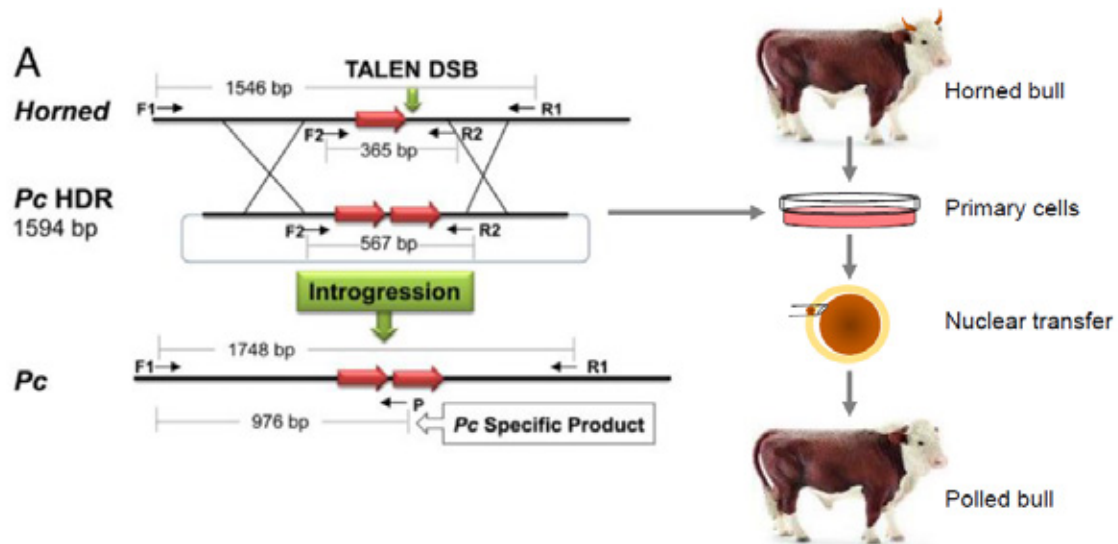 A
Horned
1546 bp
TALEN DSB
F1
R1
F2
R2
365 bp
Pc HDR
1594 bp
F2
R2
567 bp
Introgression
Pc
1748 bp
F1
R1
P
976 bp
Pc Specific Product
Horned bull
Primary cells
Nuclear transfer
Polled bull